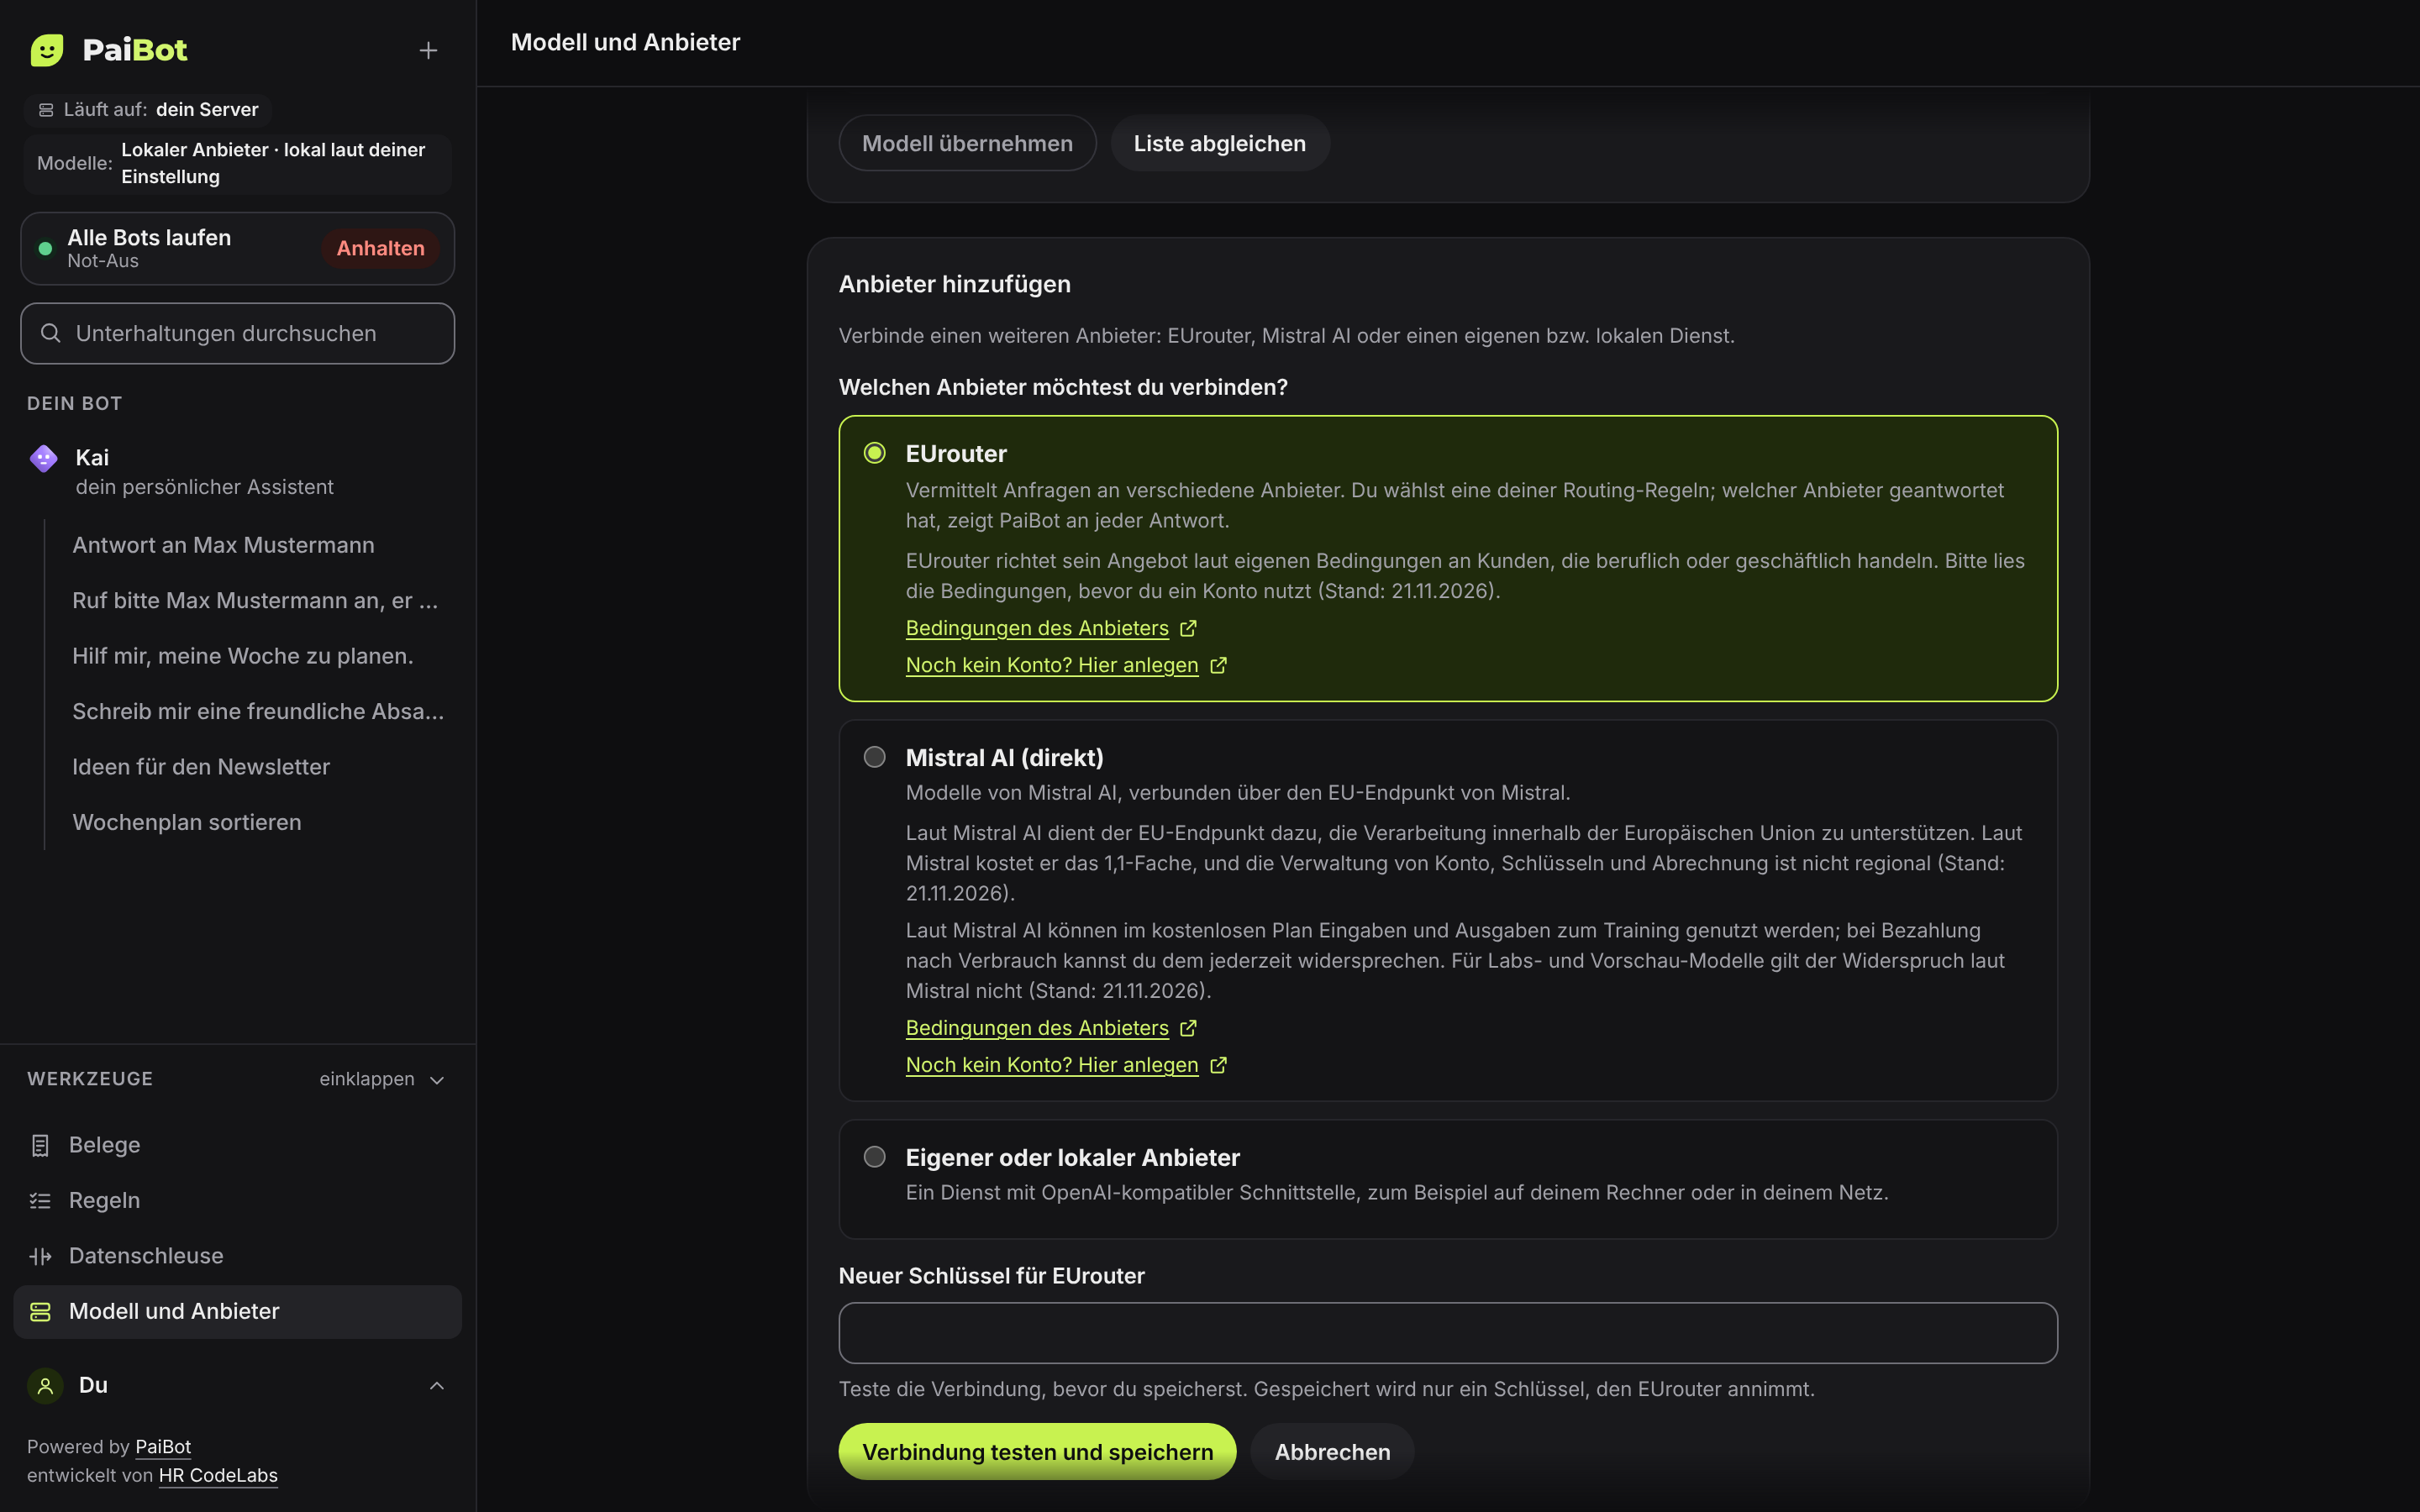 PaiBot
Läuft auf: dein Server
Modelle: Lokaler Anbieter · lokal laut deiner
Einstellung
Alle Bots laufen
Not-Aus
Anhalten
Unterhaltungen durchsuchen
DEIN BOT
Kai
dein persönlicher Assistent
Antwort an Max Mustermann
Ruf bitte Max Mustermann an, er ...
Hilf mir, meine Woche zu planen.
Schreib mir eine freundliche Absa...
Ideen für den Newsletter
Wochenplan sortieren
WERKZEUGE
einklappen
Belege
Regeln
Datenschleuse
Modell und Anbieter
Du
Powered by PaiBot
entwickelt von HR CodeLabs
Modell und Anbieter
Modell übernehmen
Liste abgleichen
Anbieter hinzufügen
Verbinde einen weiteren Anbieter: EUrouter, Mistral AI oder einen eigenen bzw. lokalen Dienst.
Welchen Anbieter möchtest du verbinden?
EUrouter
Vermittelt Anfragen an verschiedene Anbieter. Du wählst eine deiner Routing-Regeln; welcher Anbieter geantwortet
hat, zeigt PaiBot an jeder Antwort.
EUrouter richtet sein Angebot laut eigenen Bedingungen an Kunden, die beruflich oder geschäftlich handeln. Bitte lies
die Bedingungen, bevor du ein Konto nutzt (Stand: 21.11.2026).
Bedingungen des Anbieters
Noch kein Konto? Hier anlegen
Mistral AI (direkt)
Modelle von Mistral AI, verbunden über den EU-Endpunkt von Mistral.
Laut Mistral AI dient der EU-Endpunkt dazu, die Verarbeitung innerhalb der Europäischen Union zu unterstützen. Laut
Mistral kostet er das 1,1-Fache, und die Verwaltung von Konto, Schlüsseln und Abrechnung ist nicht regional (Stand:
21.11.2026).
Laut Mistral AI können im kostenlosen Plan Eingaben und Ausgaben zum Training genutzt werden; bei Bezahlung
nach Verbrauch kannst du dem jederzeit widersprechen. Für Labs- und Vorschau-Modelle gilt der Widerspruch laut
Mistral nicht (Stand: 21.11.2026).
Bedingungen des Anbieters
Noch kein Konto? Hier anlegen
Eigener oder lokaler Anbieter
Ein Dienst mit OpenAI-kompatibler Schnittstelle, zum Beispiel auf deinem Rechner oder in deinem Netz.
Neuer Schlüssel für EUrouter
Teste die Verbindung, bevor du speicherst. Gespeichert wird nur ein Schlüssel, den EUrouter annimmt.
Verbindung testen und speichern
Abbrechen